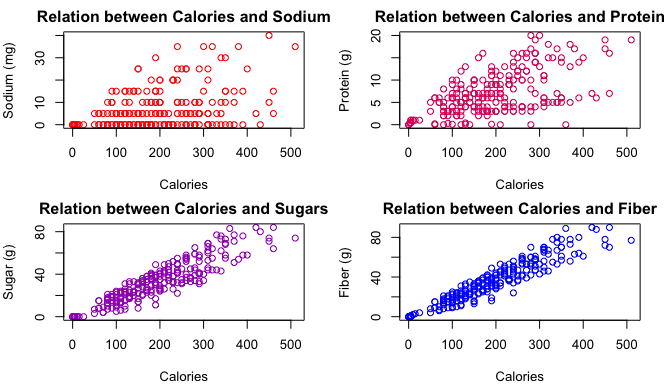 Relation between Calories and Sodium
Sodium (mg)
30
10
0
0 100 200 300 400 500
Calories
Relation between Calories and Protein
Protein (g)
20
10
5
0
0 100 200 300 400 500
Calories
Relation between Calories and Sugars
Sugar (g)
80
40
0
0 100 200 300 400 500
Calories
Relation between Calories and Fiber
Fiber (g)
80
40
0
0 100 200 300 400 500
Calories